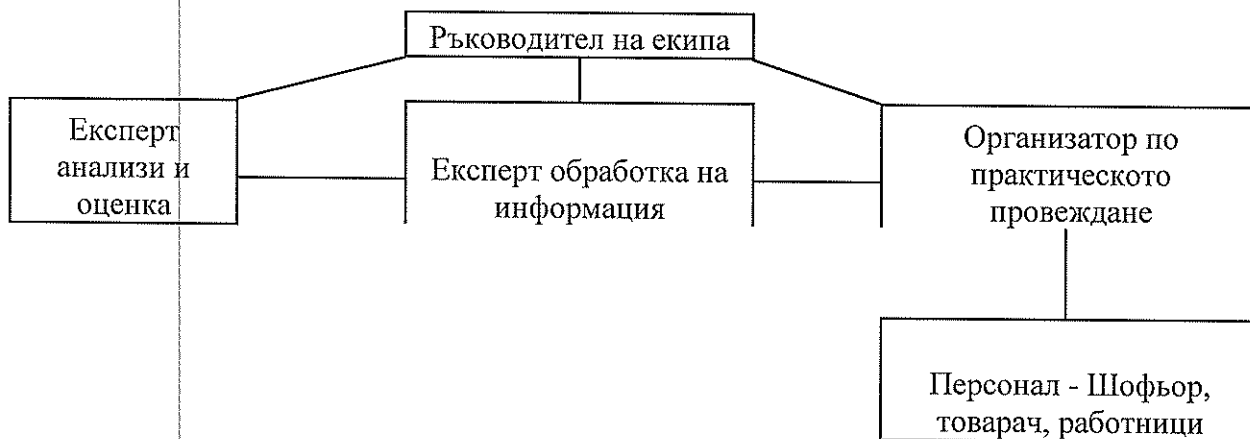 Ръководител на екипа
Експерт
анализи и
оценка
Експерт обработка на
информация
Организатор по
практическото
провеждане
Персонал - Шофьор,
товарач, работници